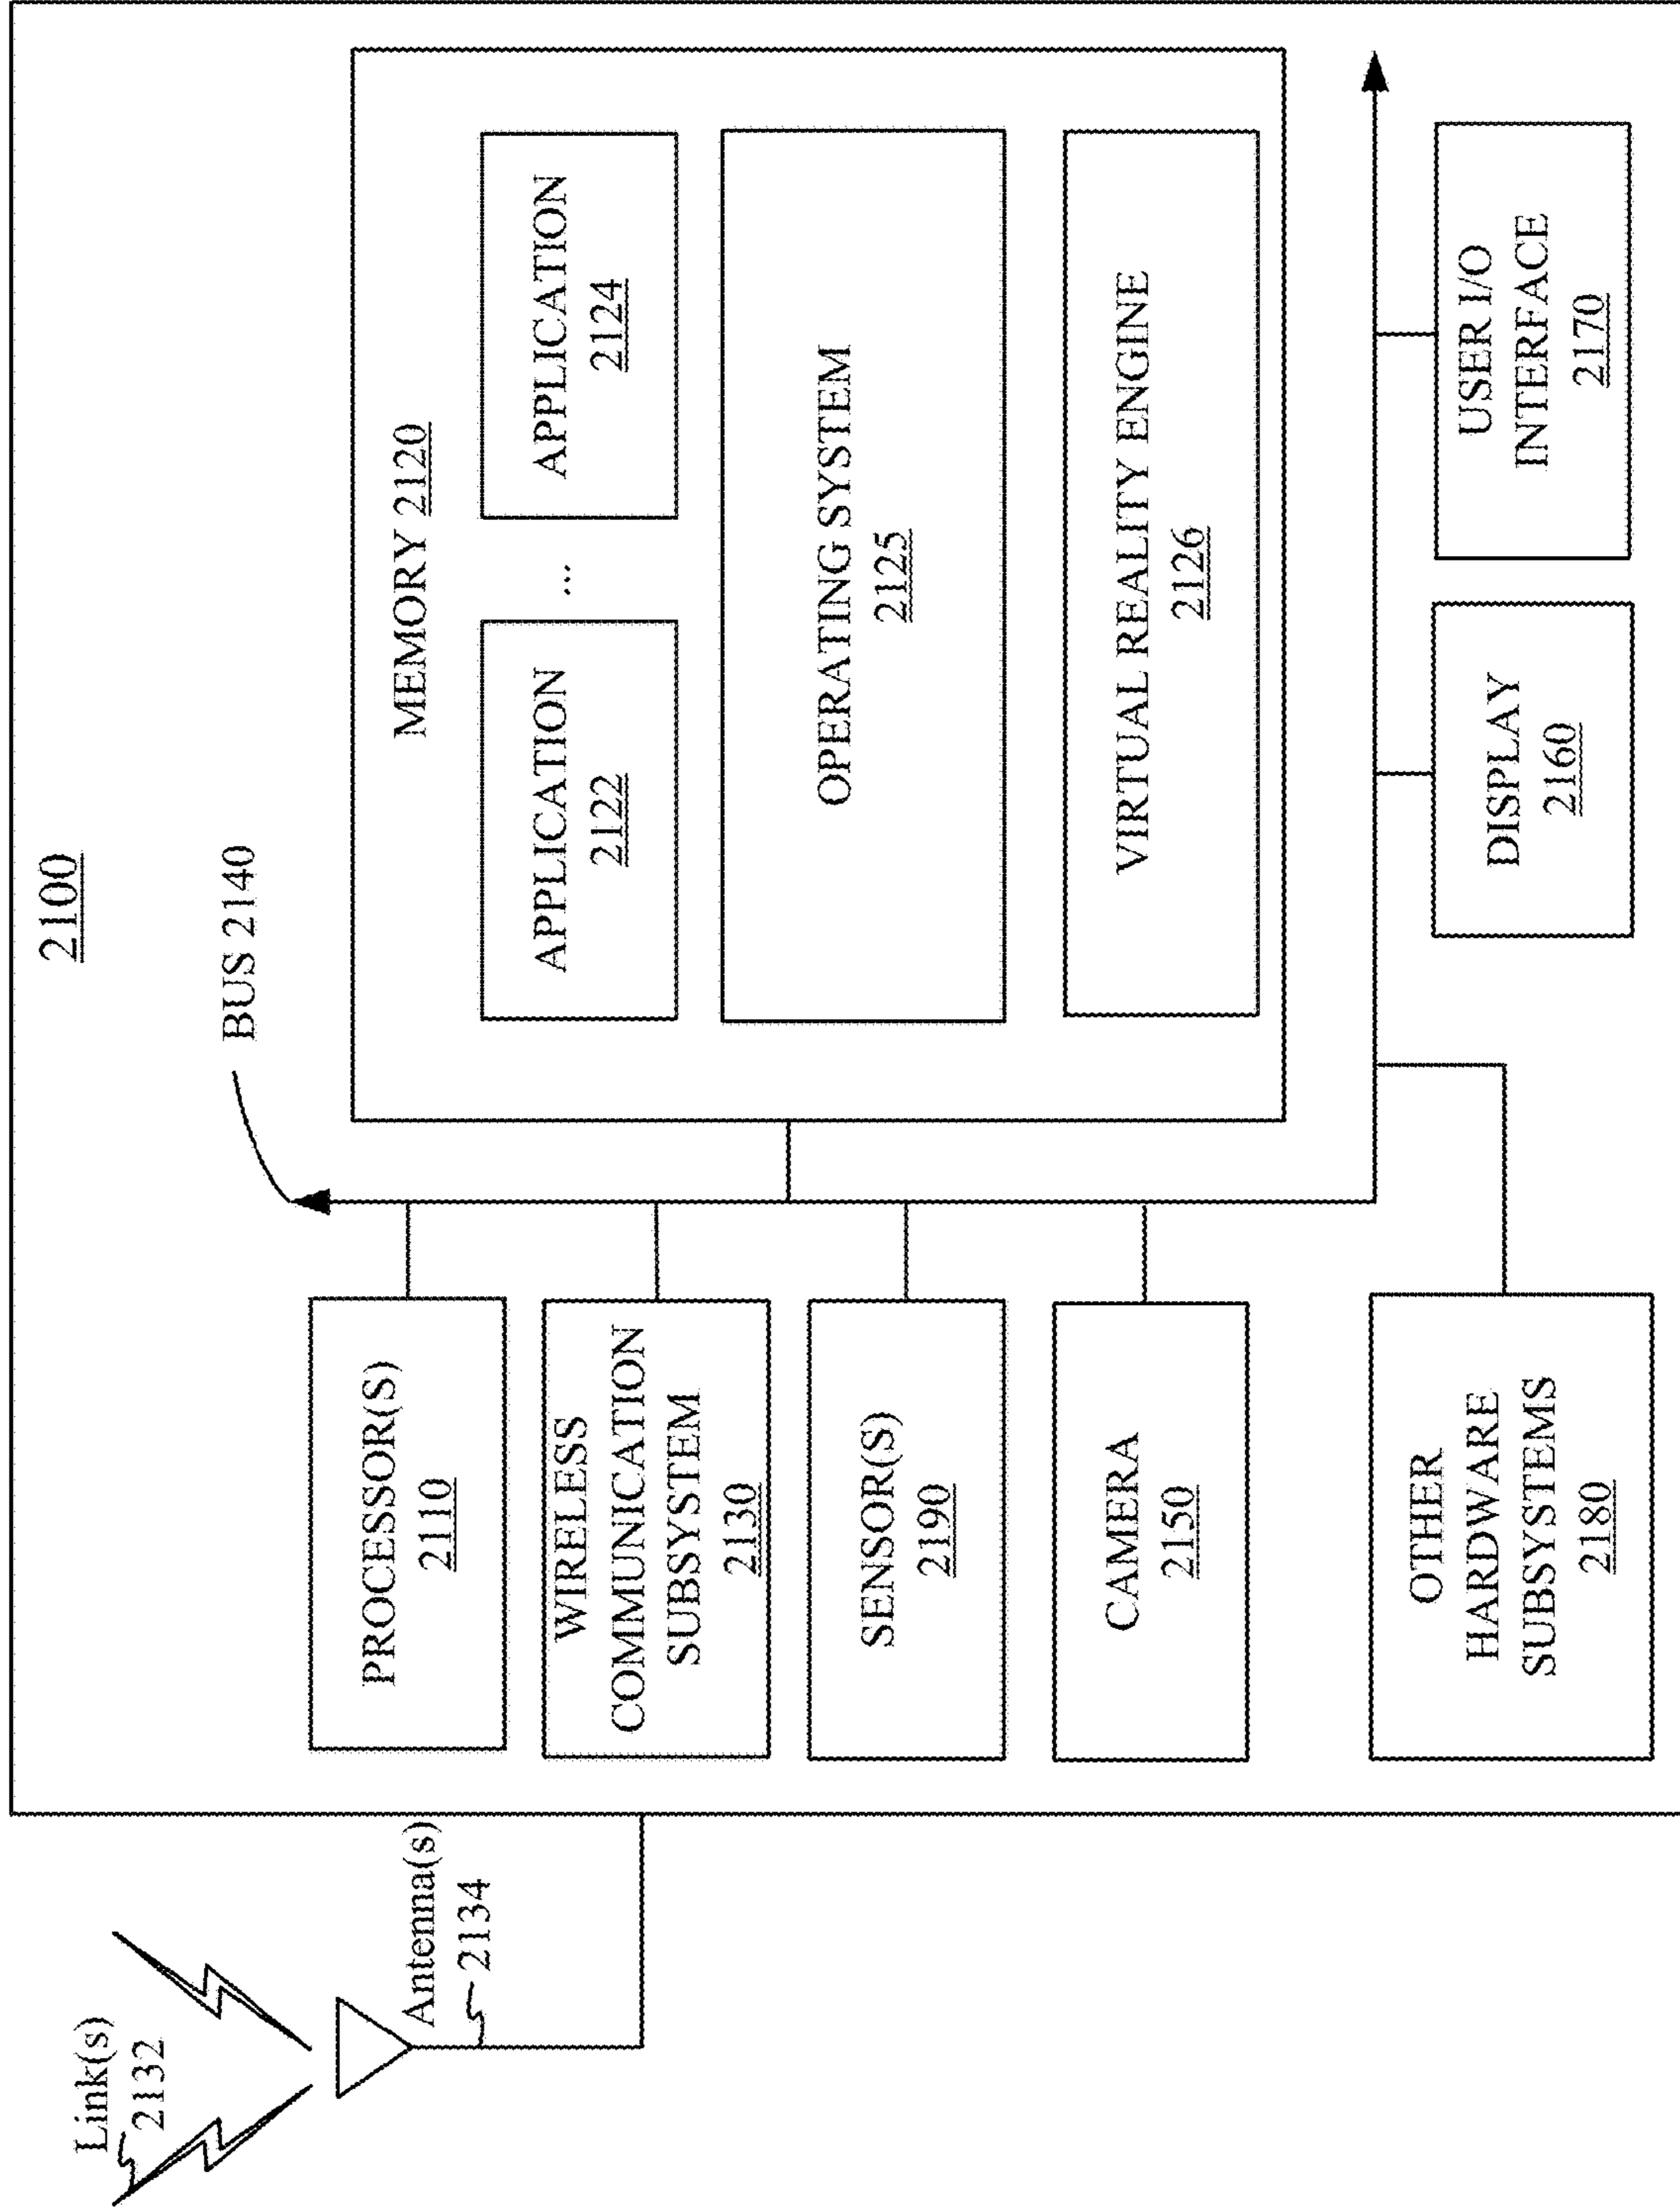 2100
Link(s)
2132
Antenna(s)
2134
BUS 2140
PROCESSOR(S)
2110
WIRELESS
COMMUNICATION
SUBSYSTEM
2130
SENSOR(S)
2190
CAMERA
2150
OTHER
HARDWARE
SUBSYSTEMS
2180
MEMORY 2120
APPLICATION
2122
...
APPLICATION
2124
OPERATING SYSTEM
2125
VIRTUAL REALITY ENGINE
2126
DISPLAY
2160
USER I/O
INTERFACE
2170